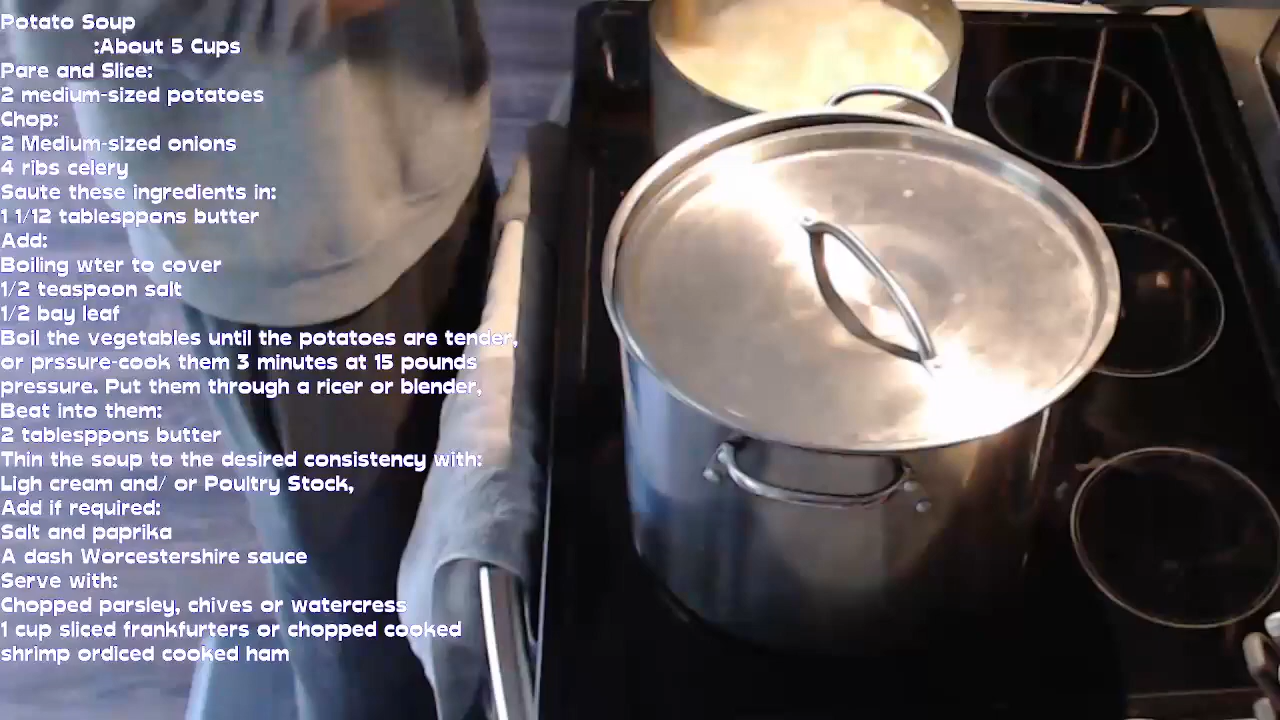 Potato Soup
:About 5 Cups
Pare and Slice:
2 medium-sized potatoes
Chop:
2 Medium-sized onions
4 ribs celery
Saute these ingredients in:
1 1/12 tablesppons butter
Add:
Boiling wter to cover
1/2 teaspoon salt
1/2 bay leaf
Boil the vegetables until the potatoes are tender,
or prssure-cook them 3 minutes at 15 pounds
pressure. Put them through a ricer or blender,
Beat into them:
2 tablesppons butter
Thin the soup to the desired consistency with:
Ligh cream and/ or Poultry Stock,
Add if required:
Salt and paprika
A dash Worcestershire sauce
Serve with:
Chopped parsley, chives or watercress
1 cup sliced frankfurters or chopped cooked
shrimp ordiced cooked ham